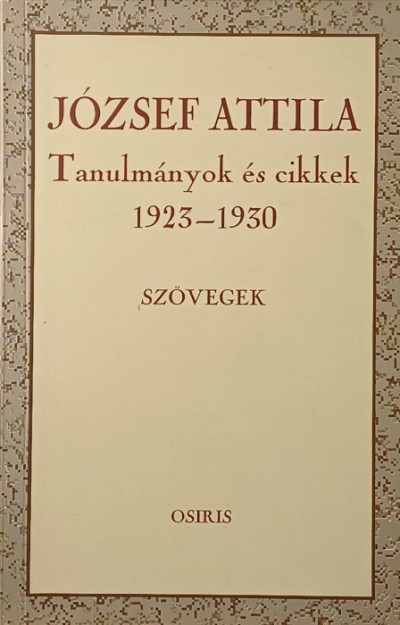 JÓZSEF ATTILA
Tanulmányok és cikkek
1923–1930
SZÖVEGEK
OSIRIS